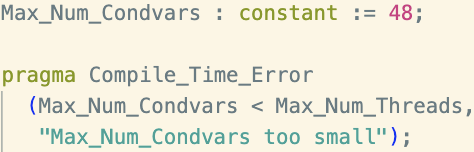 Max_Num_Condvars : constant := 48;
pragma Compile_Time_Error
(Max_Num_Condvars < Max_Num_Threads,
"Max_Num_Condvars too small");